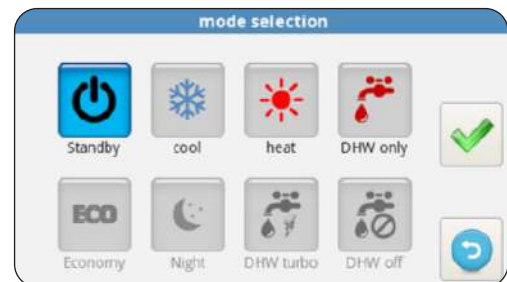 mode selection
Standby cool heat DHW only
ECO
Economy Night DHW turbo DHW off